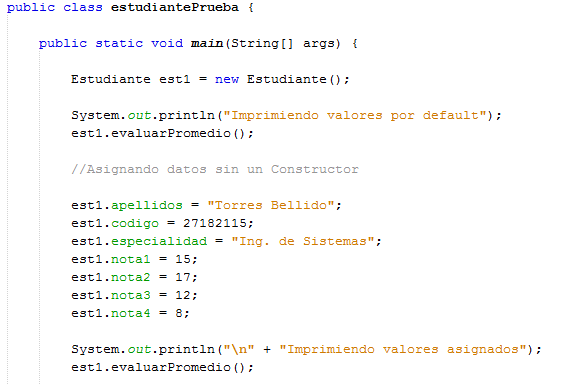 public class estudiantePrueba {
public static void main(String[] args) {
Estudiante est1 = new Estudiante();
System.out.println("Imprimiendo valores por default");
est1.evaluarPromedio();
//Asignando datos sin un Constructor
est1.apellidos = "Torres Bellido";
est1.codigo = 27182115;
est1.especialidad = "Ing. de Sistemas";
est1.nota1 = 15;
est1.nota2 = 17;
est1.nota3 = 12;
est1.nota4 = 8;
System.out.println("\n" + "Imprimiendo valores asignados");
est1.evaluarPromedio();